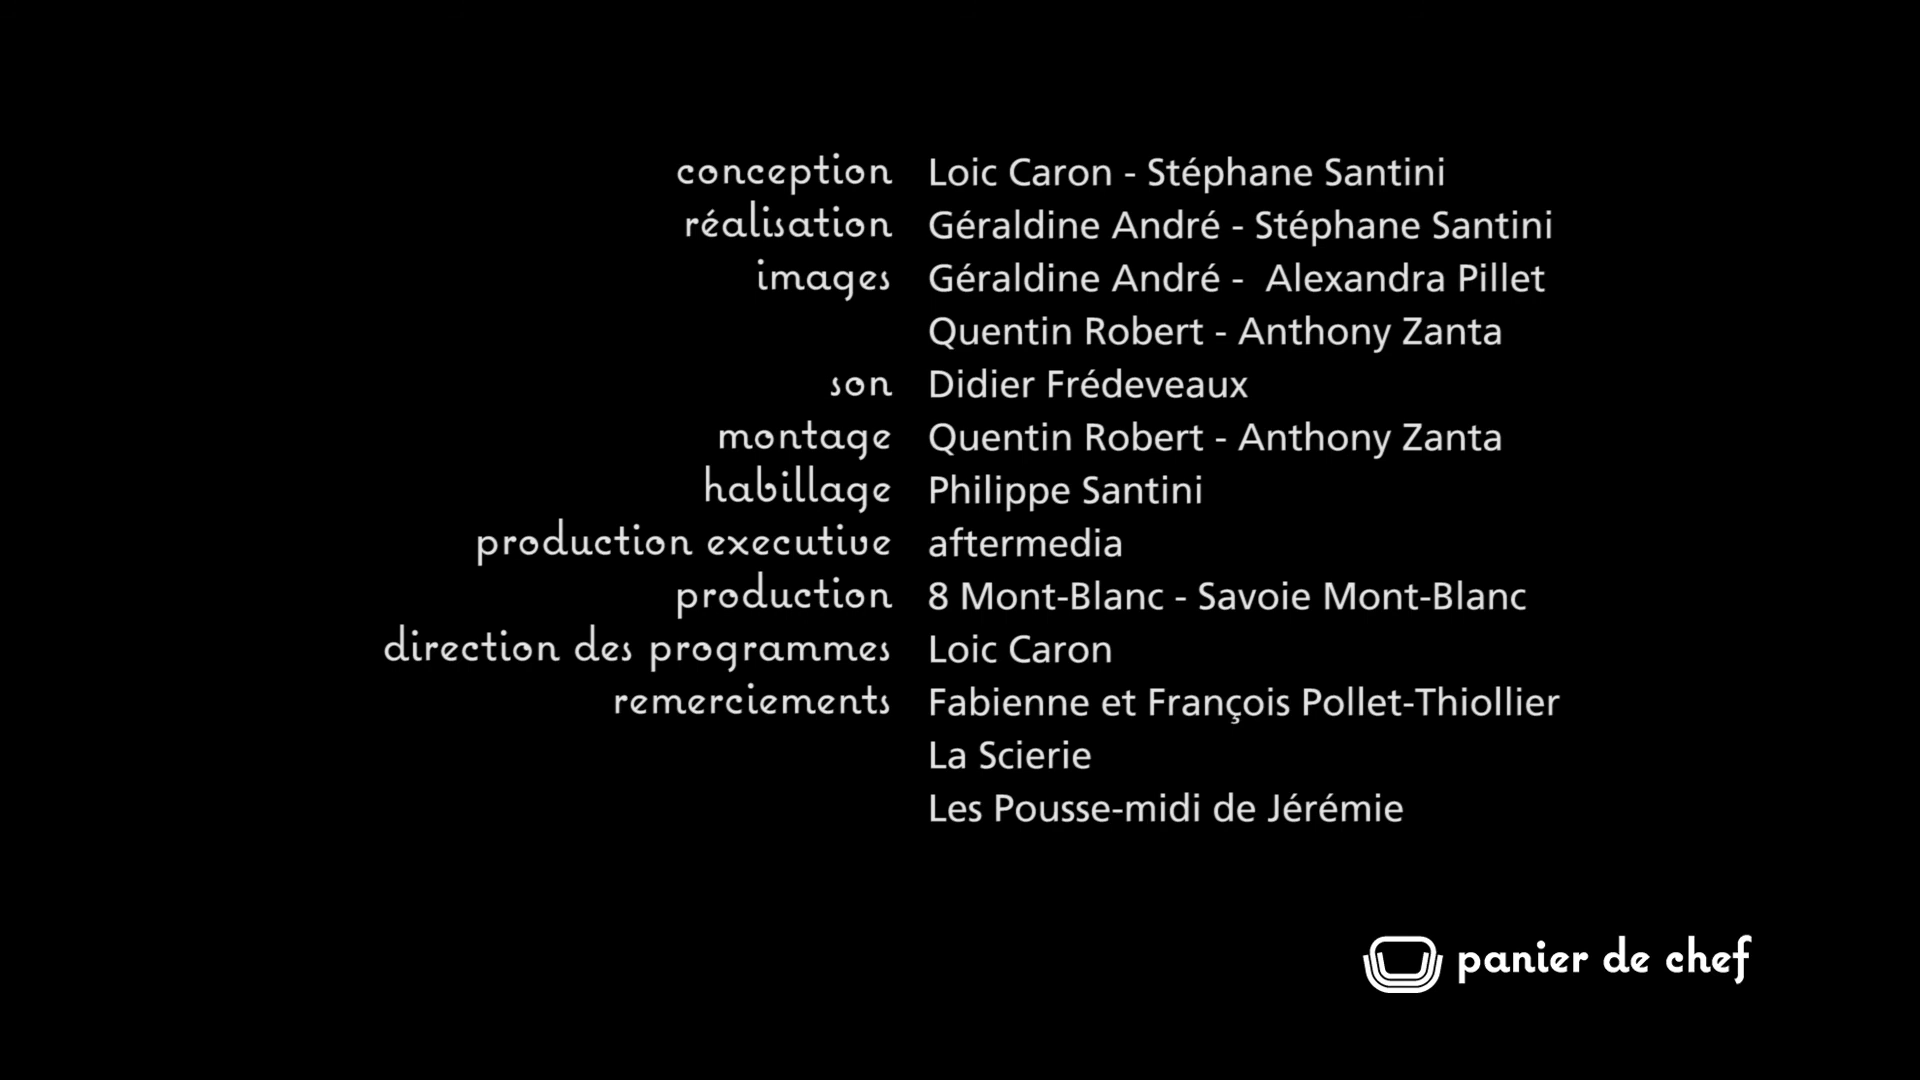 conception Loic Caron - Stéphane Santini
réalisation Géraldine André - Stéphane Santini
images Géraldine André -  Alexandra Pillet
Quentin Robert - Anthony Zanta
son Didier Frédeveaux
montage Quentin Robert - Anthony Zanta
habillage Philippe Santini
production executive aftermedia
production 8 Mont-Blanc - Savoie Mont-Blanc
direction des programmes Loic Caron
remerciements Fabienne et François Pollet-Thiollier
La Scierie
Les Pousse-midi de Jérémie
panier de chef